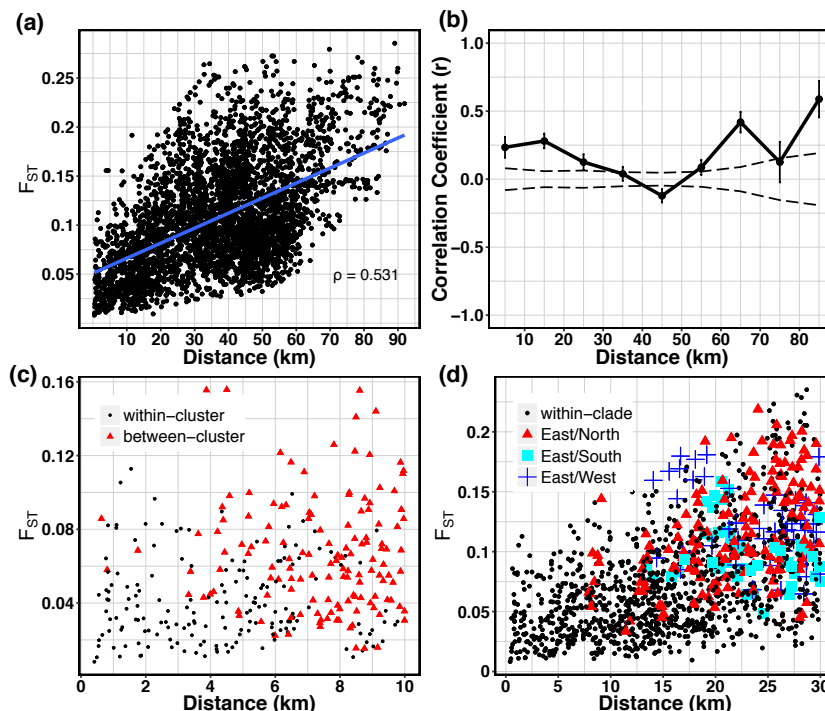 (a)
0.25
0.2
0.15
0.1
0.05
F_ST
ρ = 0.531
10 20 30 40 50 60 70 80 90
Distance (km)
(b)
1.0
0.5
0.0
−0.5
−1.0
Correlation Coefficient (r)
10 20 30 40 50 60 70 80
Distance (km)
(c)
0.16
0.12
0.08
0.04
F_ST
within−cluster
between−cluster
0 2 4 6 8 10
Distance (km)
(d)
0.2
0.15
0.1
0.05
0
F_ST
within−clade
East/North
East/South
East/West
0 5 10 15 20 25 30
Distance (km)